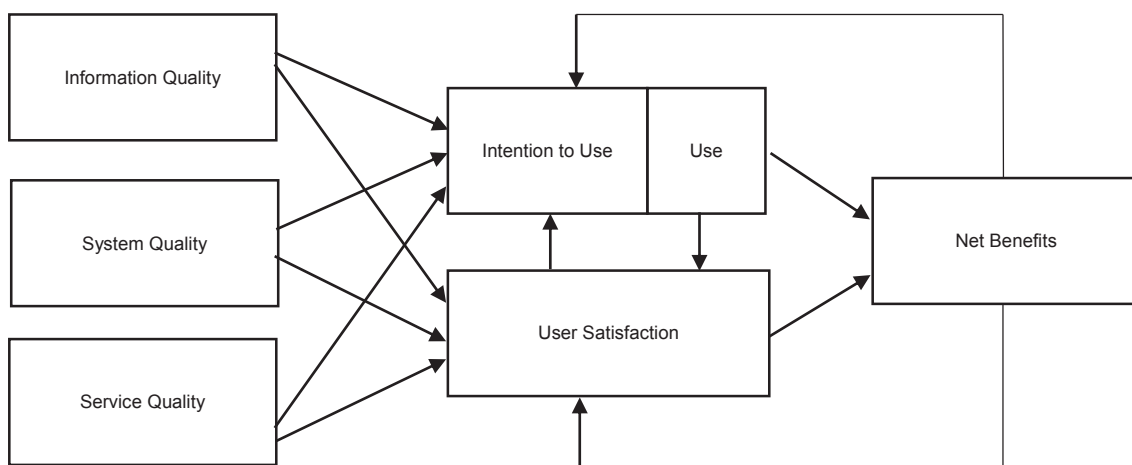 Information Quality
Intention to Use
Use
System Quality
Net Benefits
User Satisfaction
Service Quality